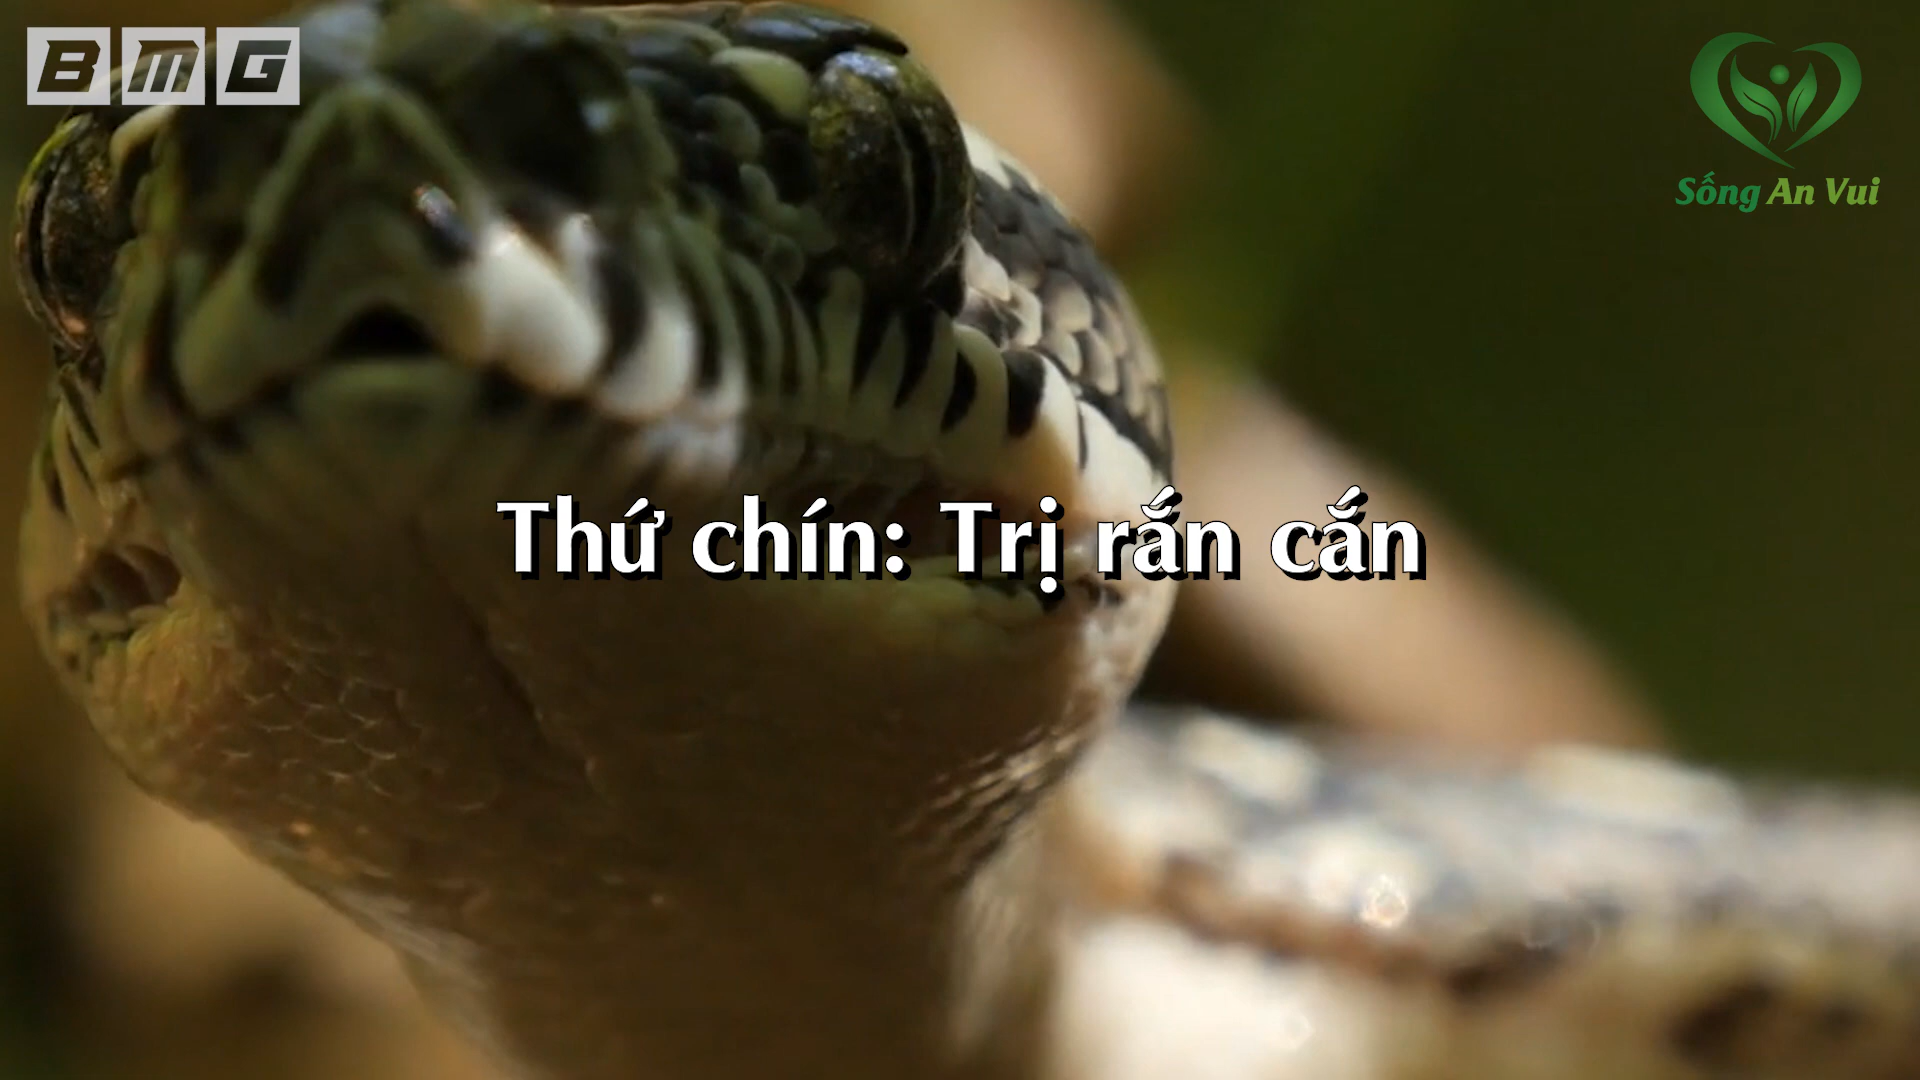 BMG
Sống An Vui
Thứ chín: Trị rắn cắn